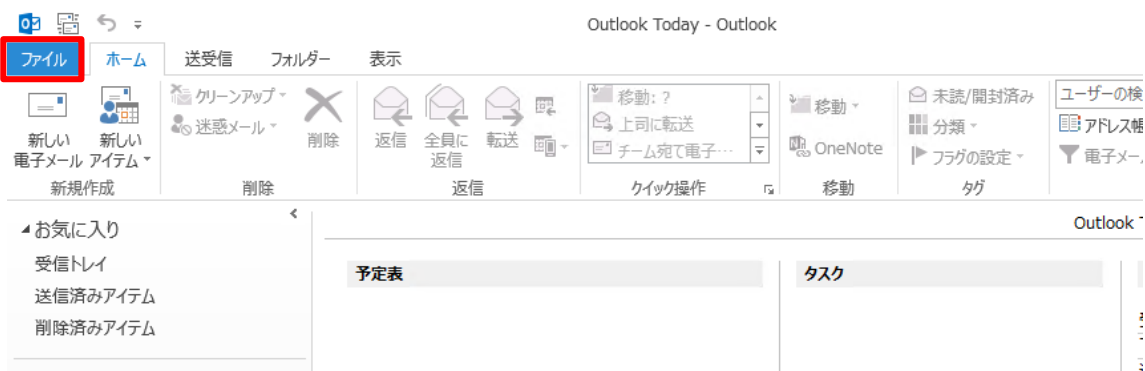 Outlook Today - Outlook
ファイル ホーム 送受信 フォルダー 表示
新しい
電子メール
新しい
アイテム
新規作成
クリーンアップ
迷惑メール
削除
削除
返信
全員に
返信
転送
返信
移動: ?
上司に転送
チーム宛て電子…
クイック操作
移動
OneNote
移動
未読/開封済み
分類
フラグの設定
タグ
ユーザーの検
アドレス帳
電子メー
お気に入り
受信トレイ
送信済みアイテム
削除済みアイテム
Outlook
予定表
タスク